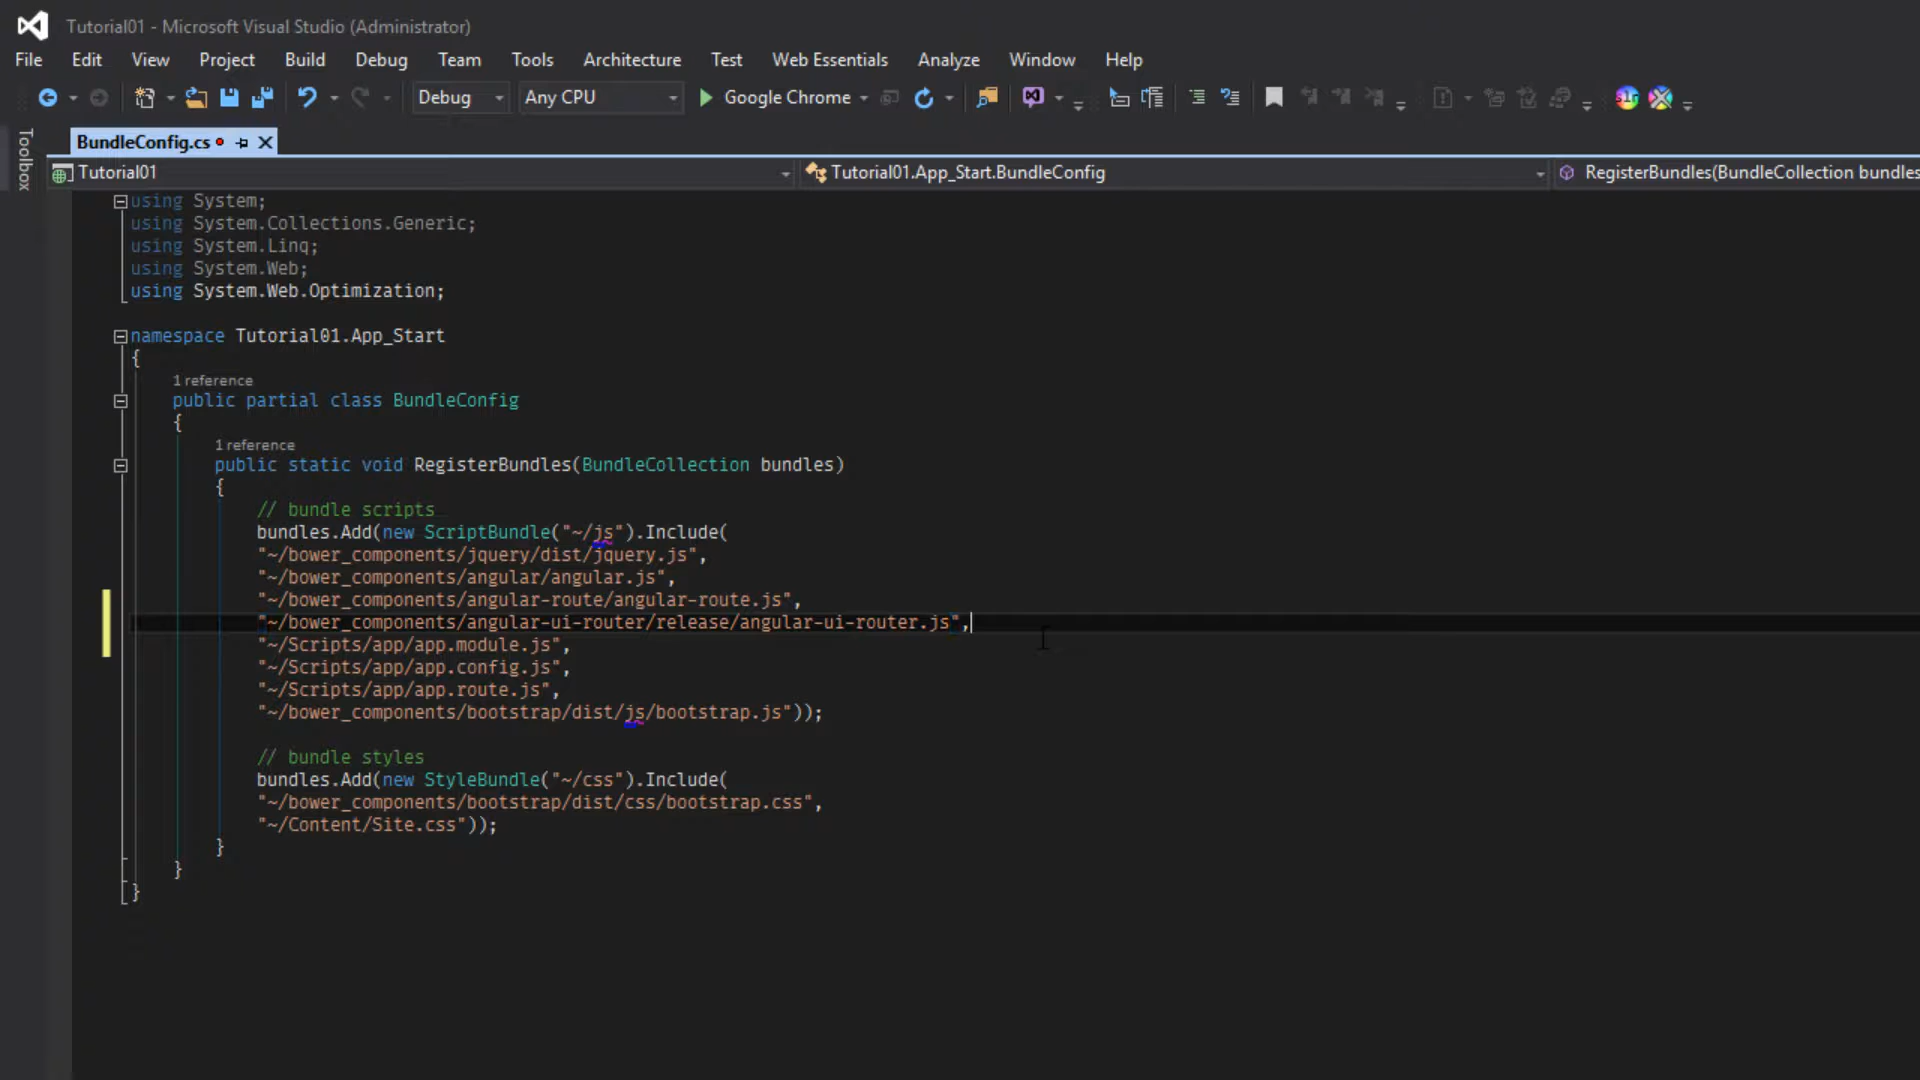 Tutorial01 - Microsoft Visual Studio (Administrator)
File Edit View Project Build Debug Team Tools Architecture Test Web Essentials Analyze Window Help
Debug Any CPU Google Chrome
Toolbox
BundleConfig.cs
Tutorial01 Tutorial01.App_Start.BundleConfig RegisterBundles(BundleCollection bundles
using System;
using System.Collections.Generic;
using System.Linq;
using System.Web;
using System.Web.Optimization;
namespace Tutorial01.App_Start
{
1 reference
public partial class BundleConfig
{
1 reference
public static void RegisterBundles(BundleCollection bundles)
{
// bundle scripts
bundles.Add(new ScriptBundle("~/js").Include(
"~/bower_components/jquery/dist/jquery.js",
"~/bower_components/angular/angular.js",
"~/bower_components/angular-route/angular-route.js",
"~/bower_components/angular-ui-router/release/angular-ui-router.js",
"~/Scripts/app/app.module.js",
"~/Scripts/app/app.config.js",
"~/Scripts/app/app.route.js",
"~/bower_components/bootstrap/dist/js/bootstrap.js"));
// bundle styles
bundles.Add(new StyleBundle("~/css").Include(
"~/bower_components/bootstrap/dist/css/bootstrap.css",
"~/Content/Site.css"));
}
}
}